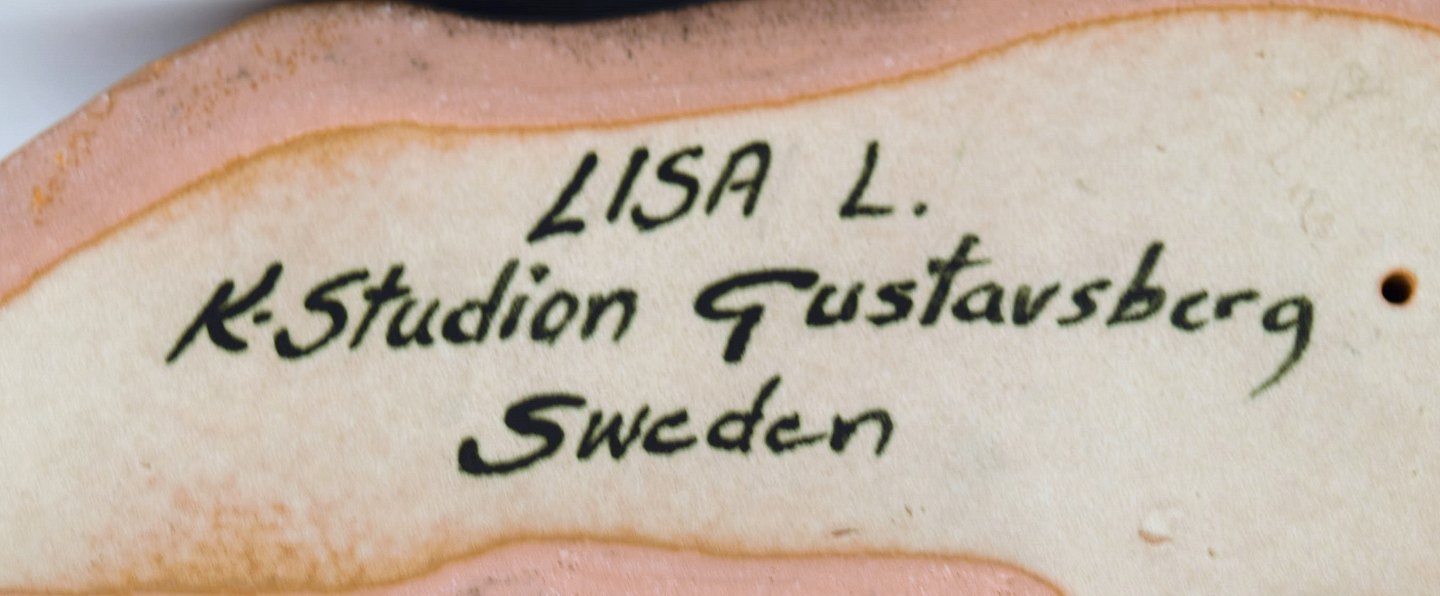 LISA L.
K-Studion Gustavsberg
Sweden